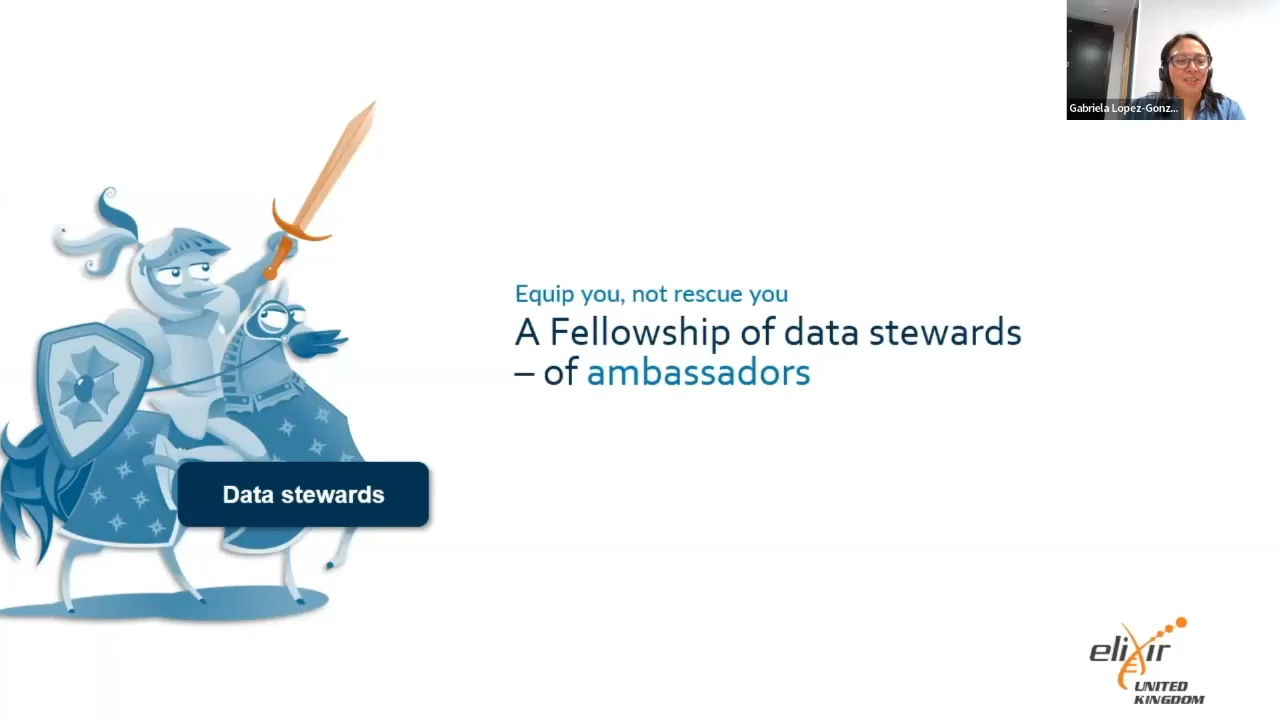 Gabriela Lopez-Gonz...
Equip you, not rescue you
A Fellowship of data stewards
– of ambassadors
Data stewards
elixir
UNITED
KINGDOM